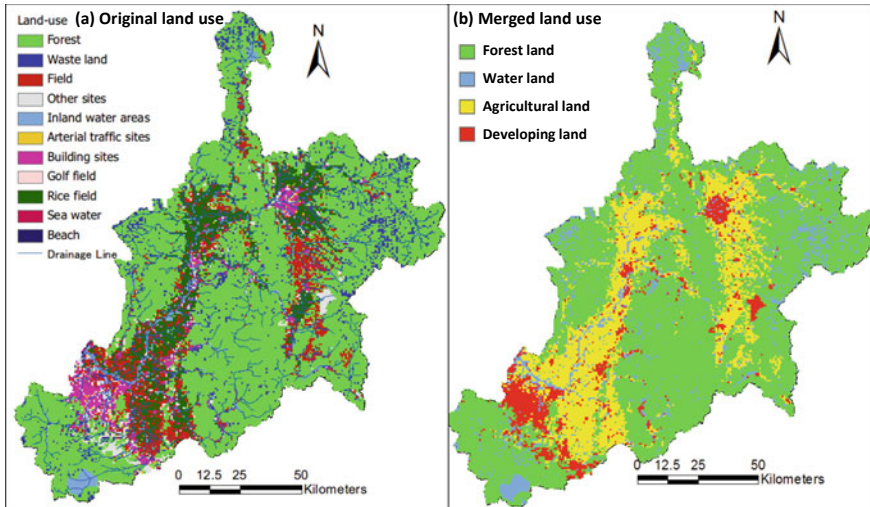 (a) Original land use
Land-use
Forest
Waste land
Field
Other sites
Inland water areas
Arterial traffic sites
Building sites
Golf field
Rice field
Sea water
Beach
Drainage Line
N
0 12.5 25 50
Kilometers
(b) Merged land use
Forest land
Water land
Agricultural land
Developing land
N
0 12.5 25 50
Kilometers